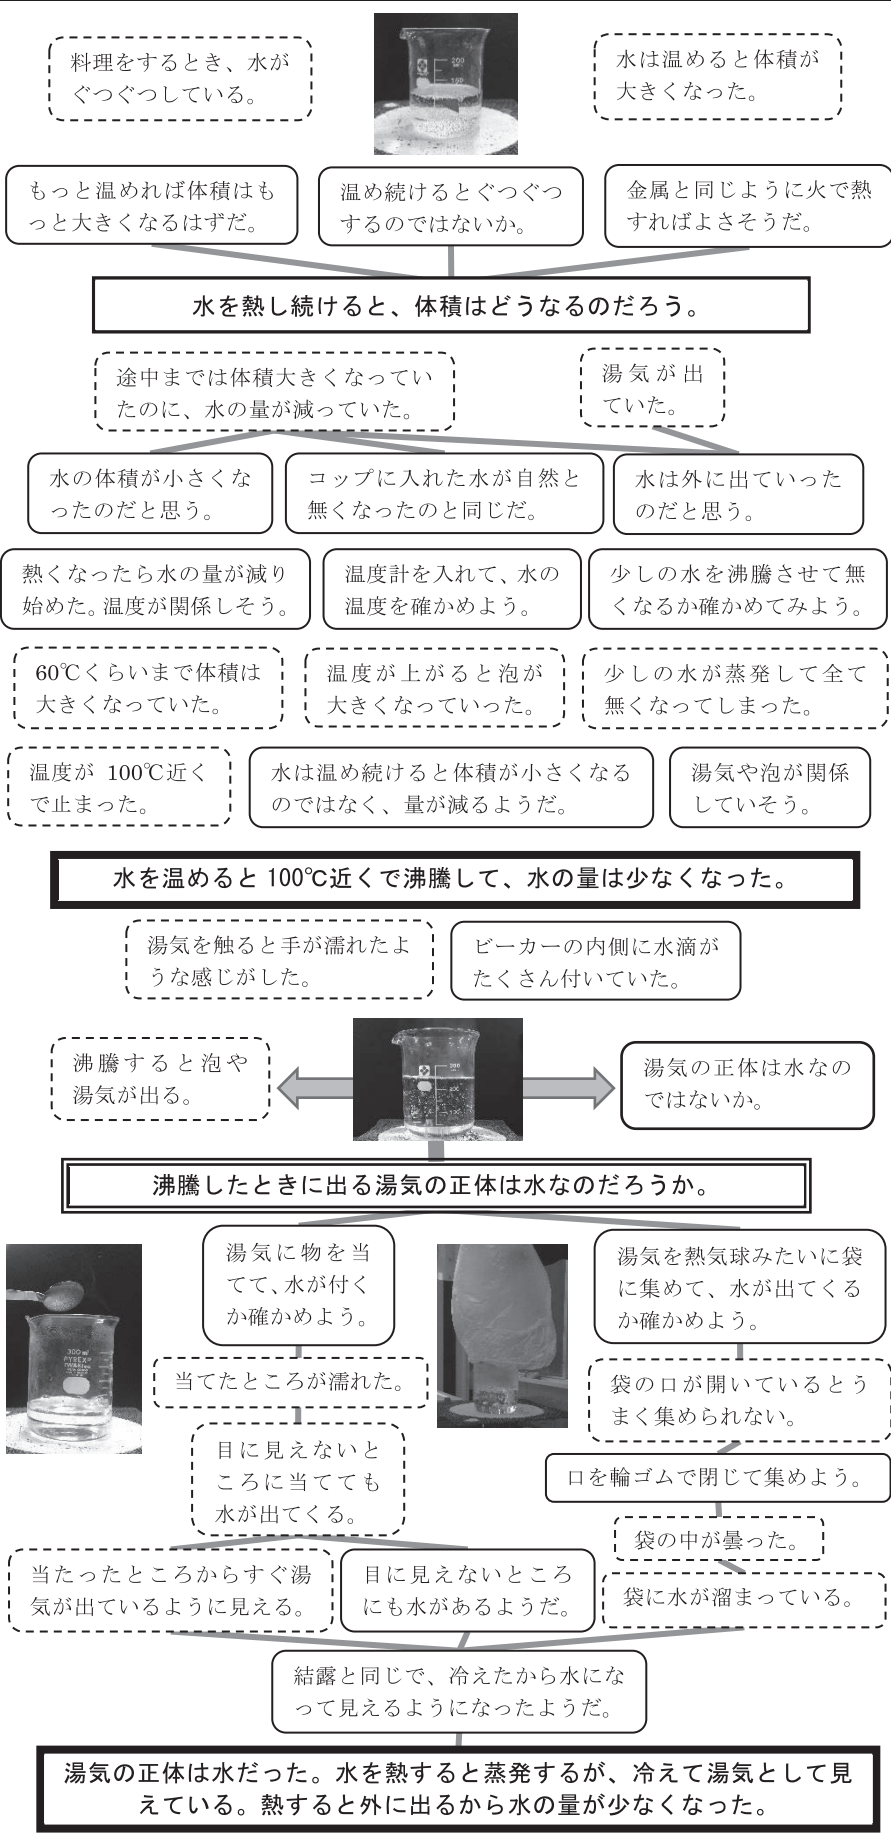 料理をするとき、水が
ぐつぐつしている。
水は温めると体積が
大きくなった。
もっと温めれば体積はも
っと大きくなるはずだ。
温め続けるとぐつぐつ
するのではないか。
金属と同じように火で熱
すればよさそうだ。
水を熱し続けると、体積はどうなるのだろう。
途中までは体積大きくなってい
たのに、水の量が減っていた。
湯気が出
ていた。
水の体積が小さくな
ったのだと思う。
コップに入れた水が自然と
無くなったのと同じだ。
水は外に出ていった
のだと思う。
熱くなったら水の量が減り
始めた。温度が関係しそう。
温度計を入れて、水の
温度を確かめよう。
少しの水を沸騰させて無
くなるか確かめてみよう。
60℃くらいまで体積は
大きくなっていた。
温度が上がると泡が
大きくなっていった。
少しの水が蒸発して全て
無くなってしまった。
温度が 100℃近く
で止まった。
水は温め続けると体積が小さくなる
のではなく、量が減るようだ。
湯気や泡が関係
していそう。
水を温めると 100℃近くで沸騰して、水の量は少なくなった。
湯気を触ると手が濡れたよ
うな感じがした。
ビーカーの内側に水滴が
たくさん付いていた。
沸騰すると泡や
湯気が出る。
湯気の正体は水なの
ではないか。
沸騰したときに出る湯気の正体は水なのだろうか。
湯気に物を当
てて、水が付く
か確かめよう。
湯気を熱気球みたいに袋
に集めて、水が出てくる
か確かめよう。
300 ml
PYREX®
IWAKI
当てたところが濡れた。
袋の口が開いているとう
まく集められない。
目に見えないと
ころに当てても
水が出てくる。
口を輪ゴムで閉じて集めよう。
袋の中が曇った。
当たったところからすぐ湯
気が出ているように見える。
目に見えないところ
にも水があるようだ。
袋に水が溜まっている。
結露と同じで、冷えたから水にな
って見えるようになったようだ。
湯気の正体は水だった。水を熱すると蒸発するが、冷えて湯気として見
えている。熱すると外に出るから水の量が少なくなった。